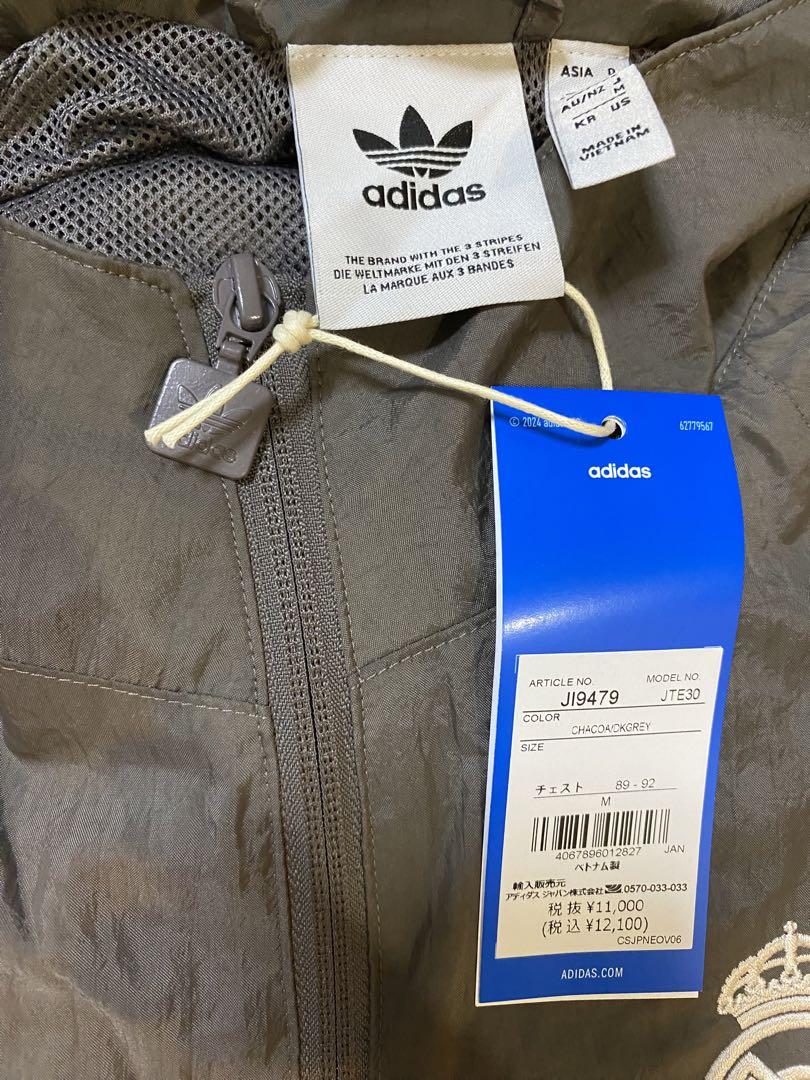 adidas
THE BRAND WITH THE 3 STRIPES
DIE WELTMARKE MIT DEN 3 STREIFEN
LA MARQUE AUX 3 BANDES
ASIA D
AU/NZ M
KR US
MADE IN
VIETNAM
adidas
© 2024 62779567
adidas
ARTICLE NO. MODEL NO.
JI9479 JTE30
COLOR
CHACOA/DKGREY
SIZE
チェスト 89 - 92
M
4067896012827 JAN
ベトナム製
輸入販売元
アディダス ジャパン株式会社 0570-033-033
税抜 ¥11,000
(税込 ¥12,100)
CSJPNEOV06
ADIDAS.COM